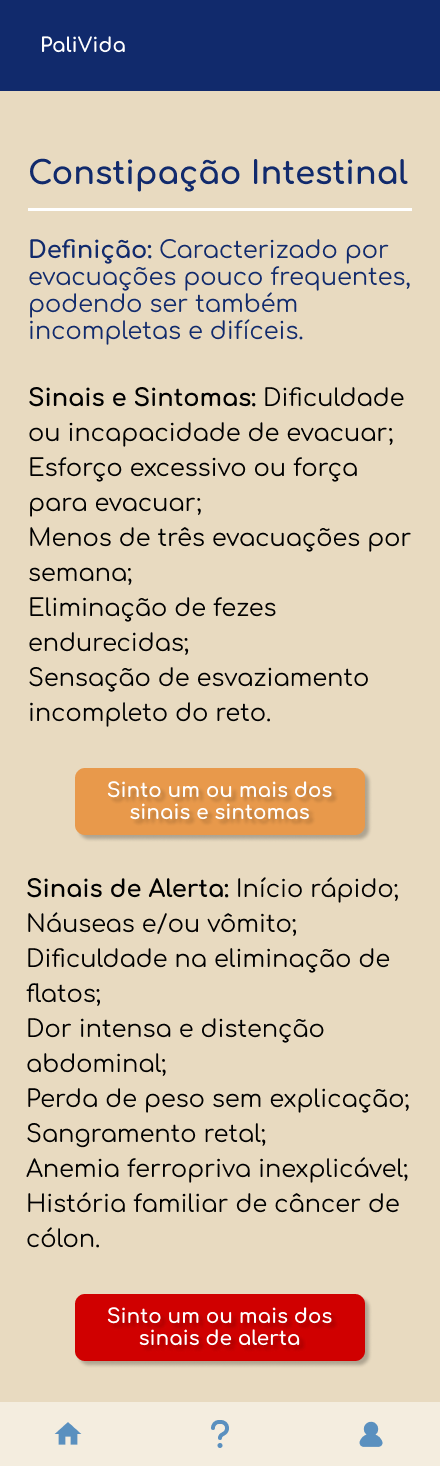 PaliVida
Constipação Intestinal
Definição: Caracterizado por
evacuações pouco frequentes,
podendo ser também
incompletas e difíceis.
Sinais e Sintomas: Dificuldade
ou incapacidade de evacuar;
Esforço excessivo ou força
para evacuar;
Menos de três evacuações por
semana;
Eliminação de fezes
endurecidas;
Sensação de esvaziamento
incompleto do reto.
Sinto um ou mais dos
sinais e sintomas
Sinais de Alerta: Início rápido;
Náuseas e/ou vômito;
Dificuldade na eliminação de
flatos;
Dor intensa e distenção
abdominal;
Perda de peso sem explicação;
Sangramento retal;
Anemia ferropriva inexplicável;
História familiar de câncer de
cólon.
Sinto um ou mais dos
sinais de alerta